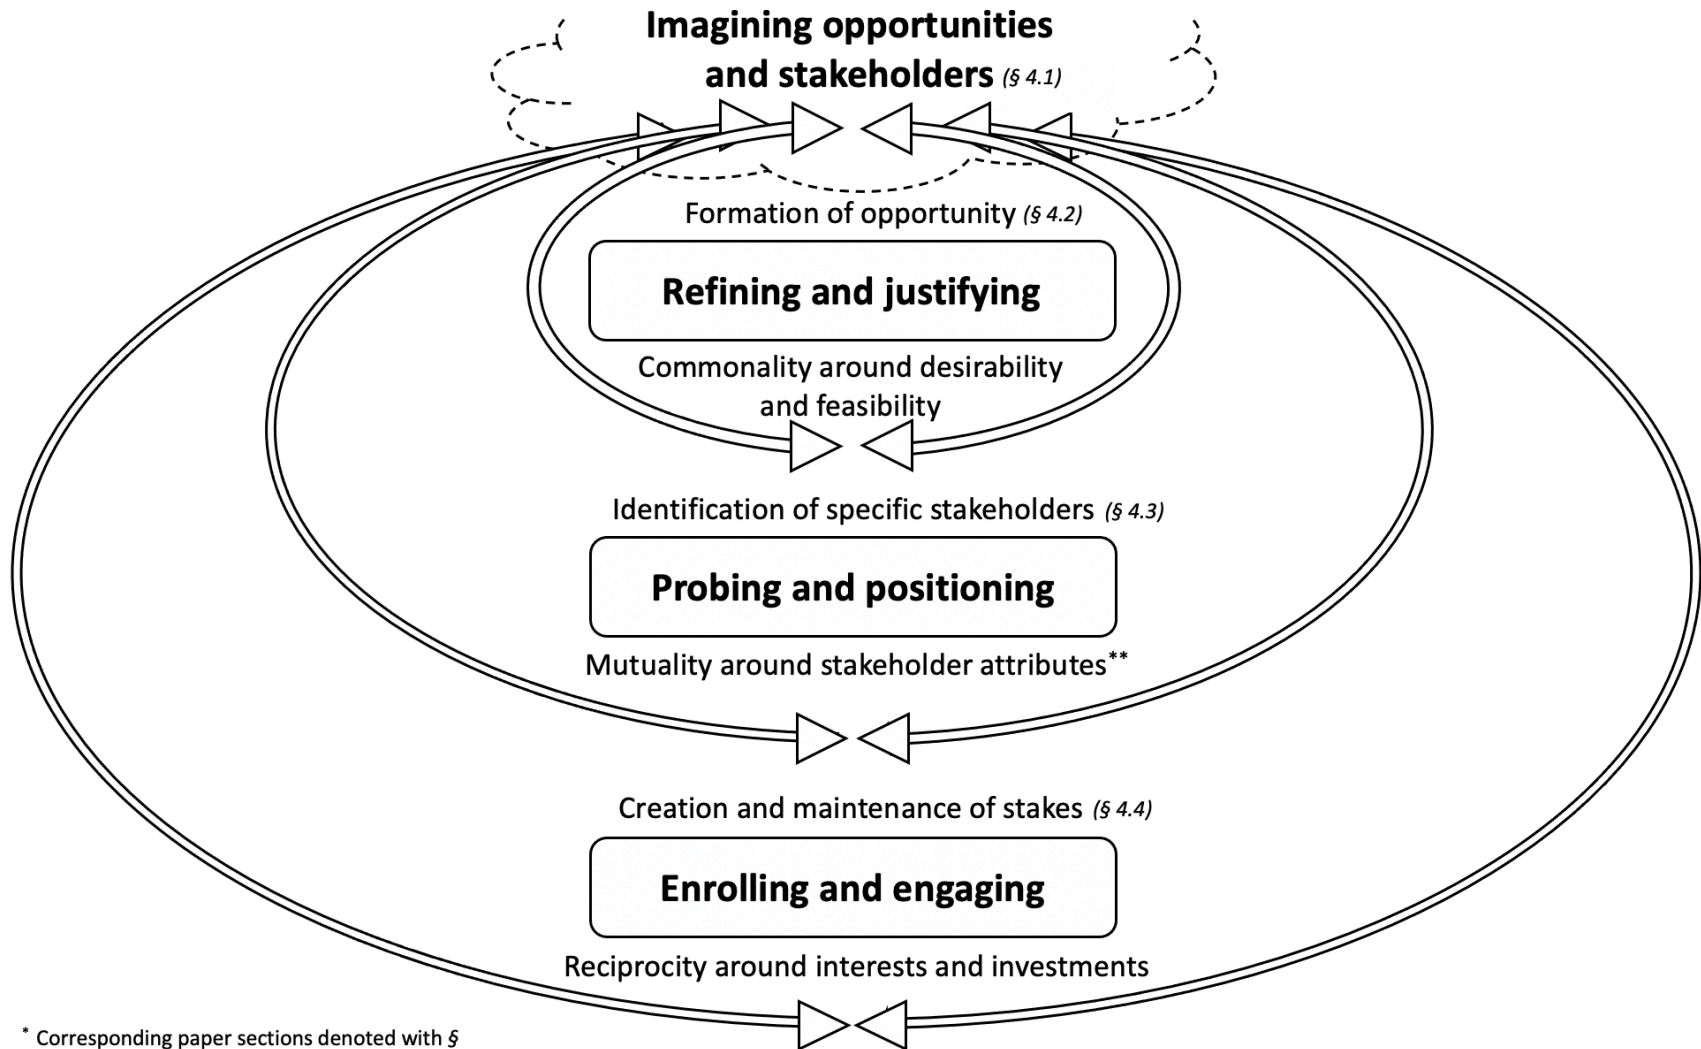 Imagining opportunities
and stakeholders (§ 4.1)
Formation of opportunity (§ 4.2)
Refining and justifying
Commonality around desirability
and feasibility
Identification of specific stakeholders (§ 4.3)
Probing and positioning
Mutuality around stakeholder attributes**
Creation and maintenance of stakes (§ 4.4)
Enrolling and engaging
Reciprocity around interests and investments
* Corresponding paper sections denoted with §